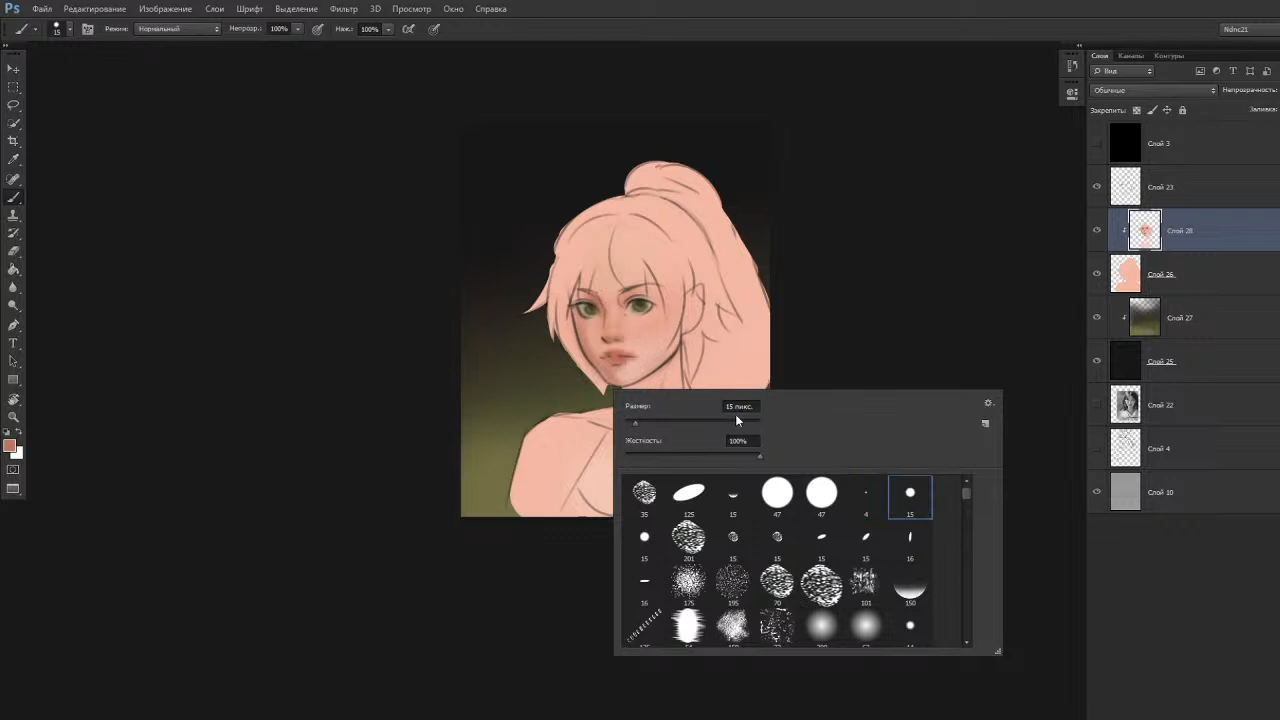 Ps Файл Редактирование Изображение Слои Шрифт Выделение Фильтр 3D Просмотр Окно Справка
15 Режим: Нормальный Непрозр.: 100% Наж.: 100% Ndnc21
Слои Каналы Контуры
Вид
Обычные Непрозрачность:
Закрепить: Заливка:
Слой 3
Слой 23
Слой 28
Слой 26
Слой 27
Слой 25
Слой 22
Слой 4
Слой 10
Размер: 15 пикс.
Жесткость: 100%
35 125 15 47 47 4 15
15 201 15 15 15 15 16
16 175 195 70 101 150